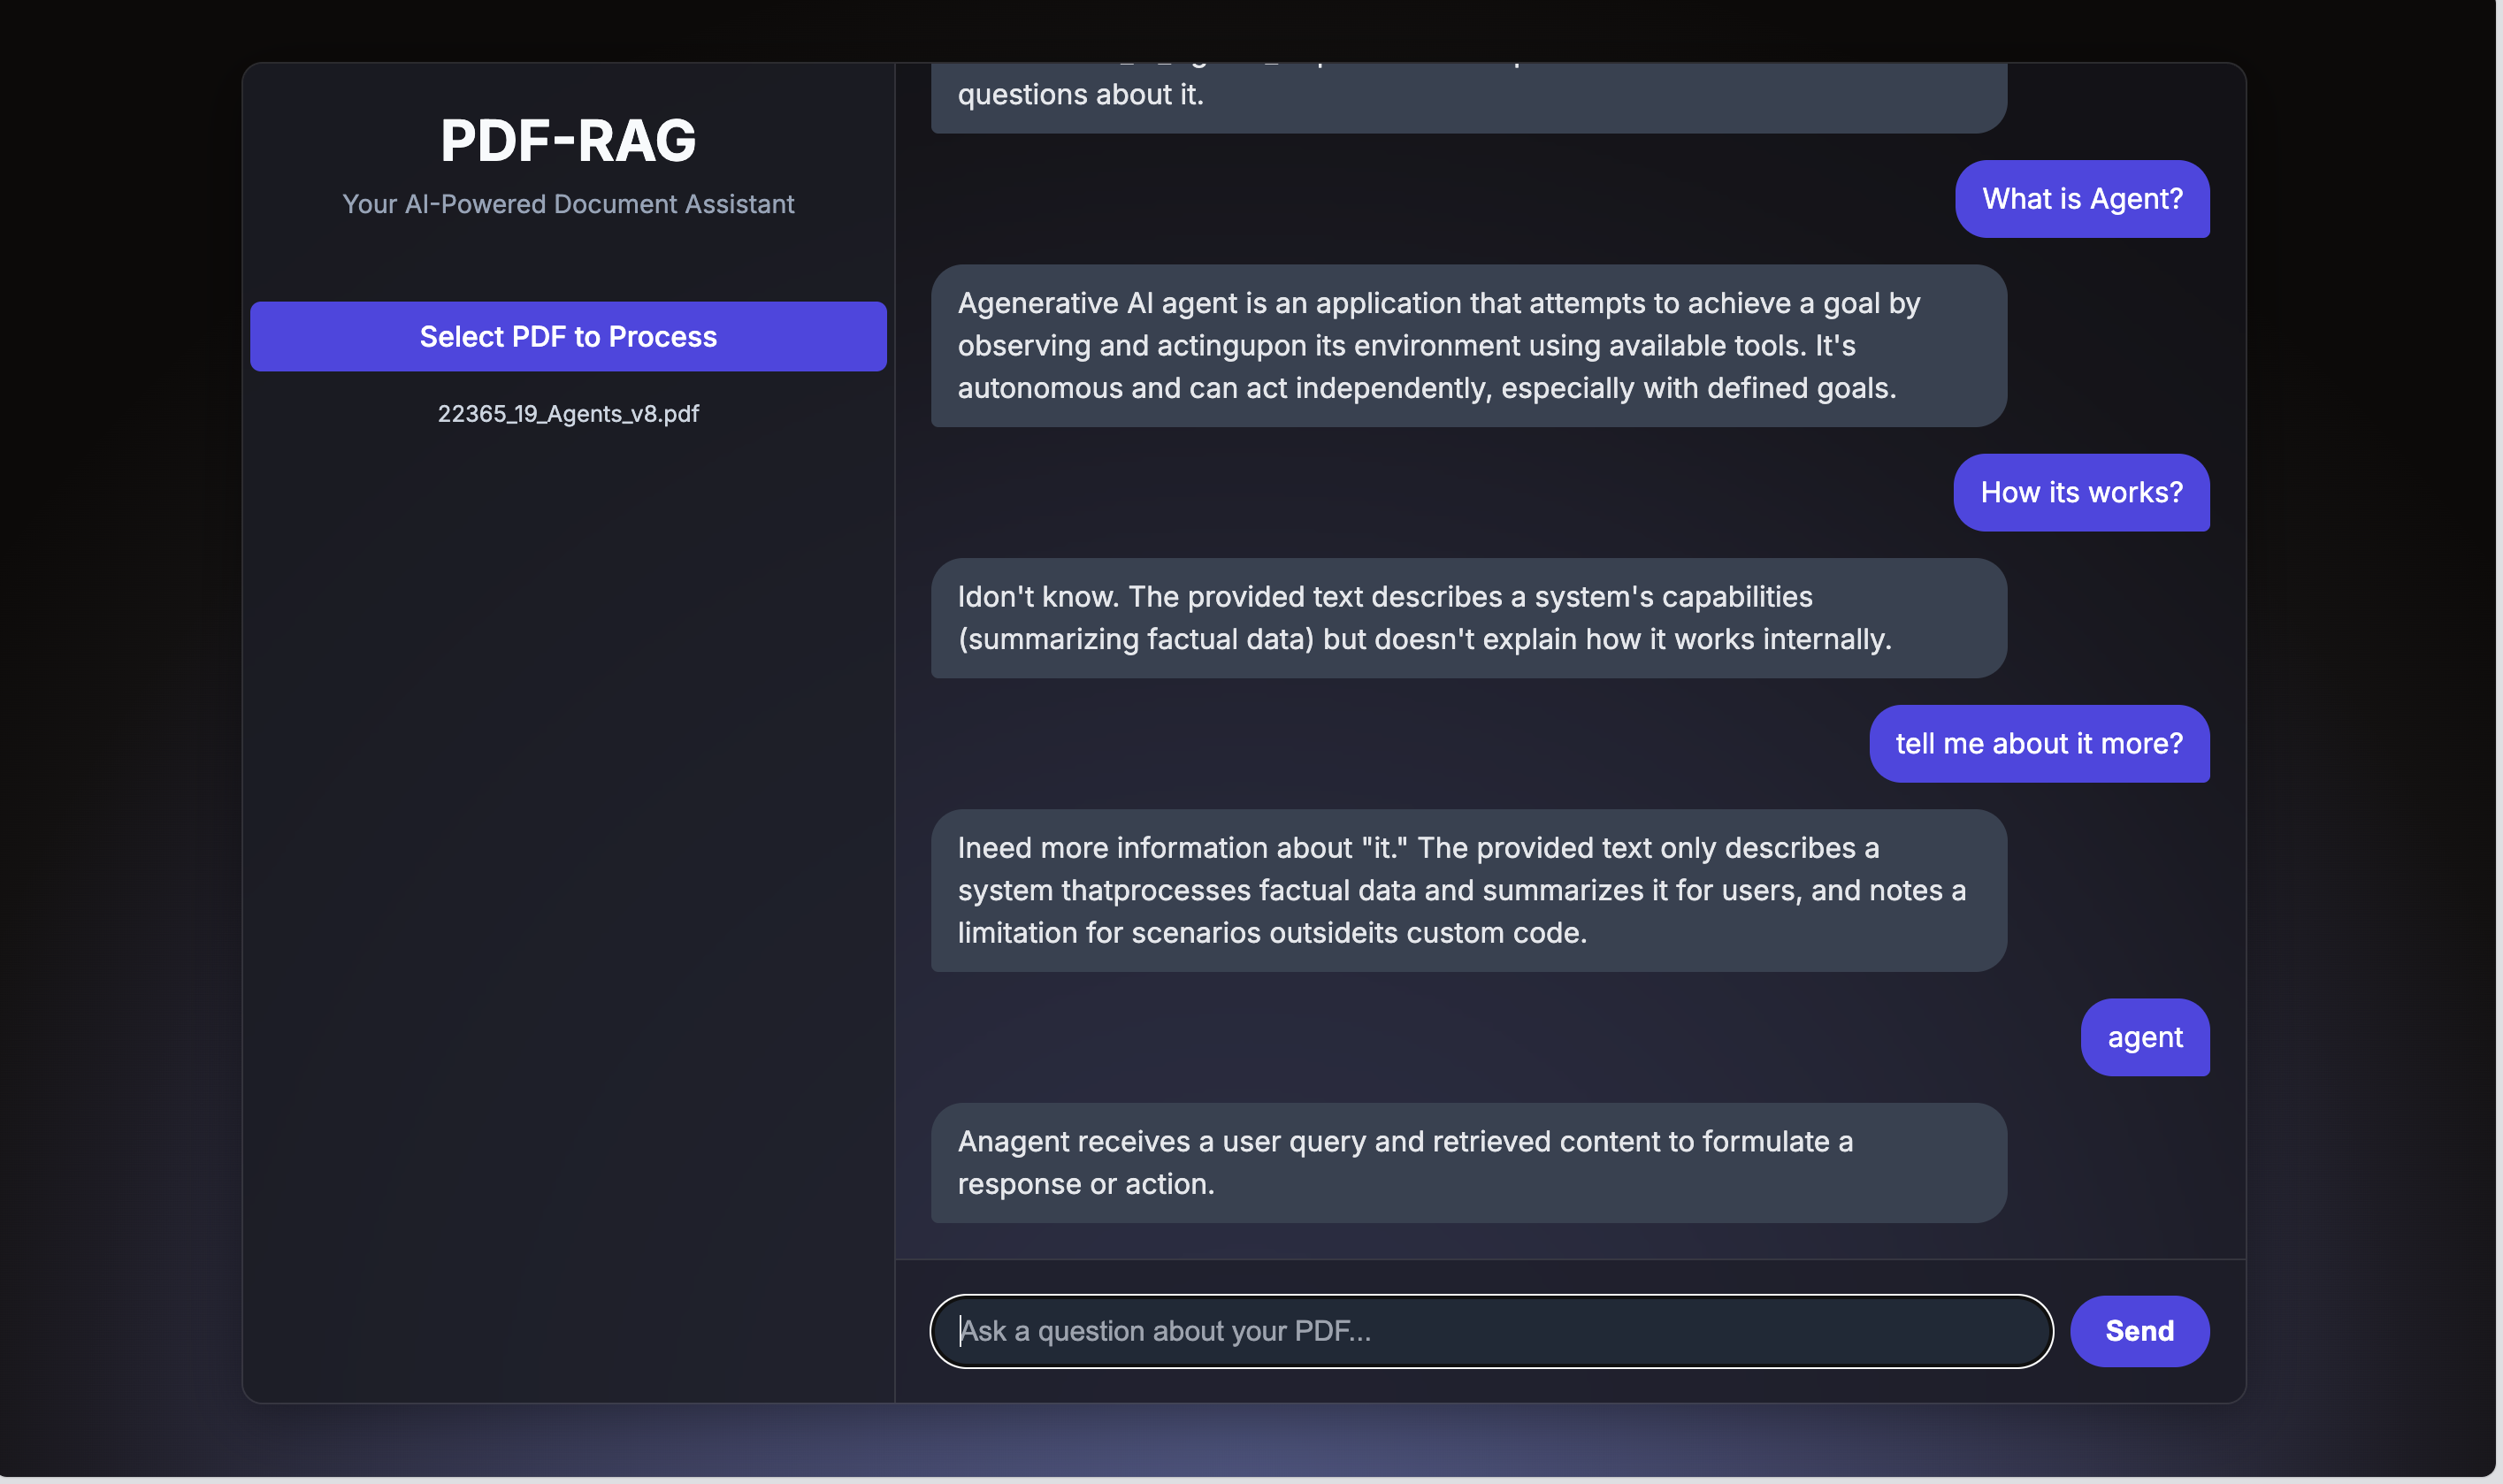 PDF-RAG
Your AI-Powered Document Assistant
Select PDF to Process
22365_19_Agents_v8.pdf
questions about it.
What is Agent?
Agenerative AI agent is an application that attempts to achieve a goal by
observing and actingupon its environment using available tools. It's
autonomous and can act independently, especially with defined goals.
How its works?
Idon't know. The provided text describes a system's capabilities
(summarizing factual data) but doesn't explain how it works internally.
tell me about it more?
Ineed more information about "it." The provided text only describes a
system thatprocesses factual data and summarizes it for users, and notes a
limitation for scenarios outsideits custom code.
agent
Anagent receives a user query and retrieved content to formulate a
response or action.
Ask a question about your PDF...
Send